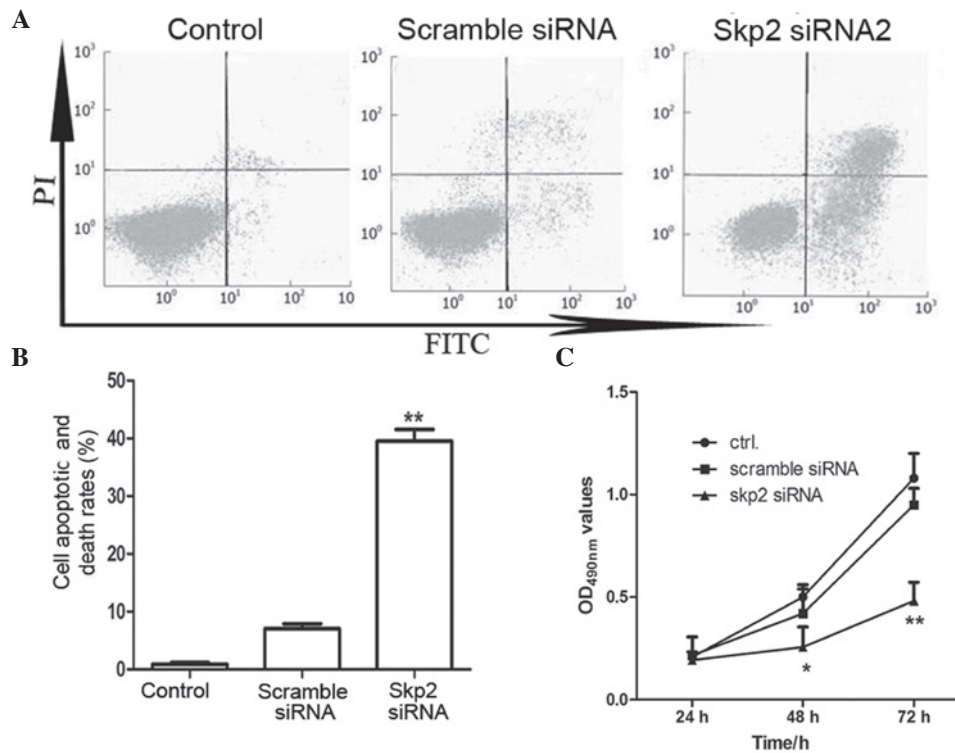 A
Control
Scramble siRNA
Skp2 siRNA2
10³
10²
10¹
10⁰
10⁰ 10¹ 10² 10³
10³
10²
10¹
10⁰
10⁰ 10¹ 10² 10³
10³
10²
10¹
10⁰
10⁰ 10¹ 10² 10³
PI
FITC
B
Cell apoptotic and
death rates (%)
50
40
30
20
10
0
**
Control
Scramble
siRNA
Skp2
siRNA
C
OD490nm values
1.5
1.0
0.5
0.0
ctrl.
scramble siRNA
skp2 siRNA
*
**
24 h 48 h 72 h
Time/h